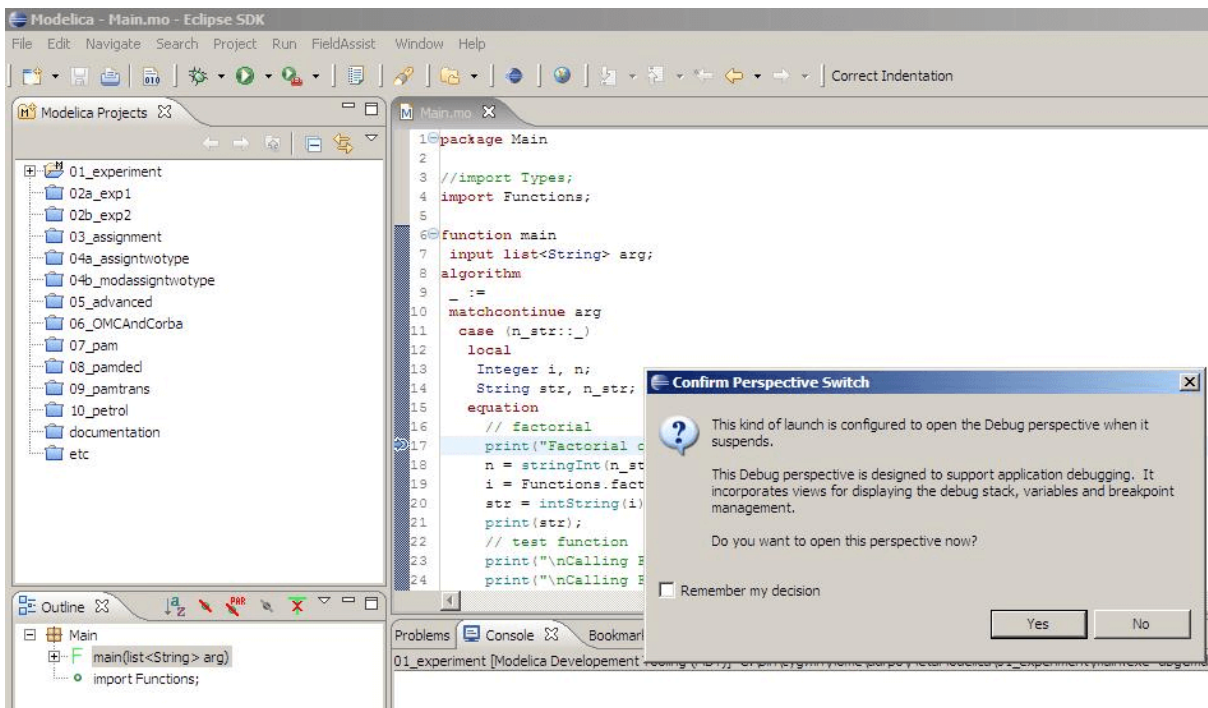 Modelica - Main.mo - Eclipse SDK
File Edit Navigate Search Project Run FieldAssist Window Help
Correct Indentation
Modelica Projects
01_experiment
02a_exp1
02b_exp2
03_assignment
04a_assigntwotype
04b_modassigntwotype
05_advanced
06_OMCAndCorba
07_pam
08_pamdecl
09_pamtrans
10_petrol
documentation
etc
Main.mo
1 package Main
2
3 //import Types;
4 import Functions;
5
6 function main
7 input list<String> arg;
8 algorithm
9 _ :=
10 matchcontinue arg
11 case (n_str::_)
12 local
13 Integer i, n;
14 String str, n_str;
15 equation
16 // factorial
17 print("Factorial
18 n = stringInt(n_st
19 i = Functions.fact
20 str = intString(i)
21 print(str);
22 // test function
23 print("\nCalling
24 print("\nCalling
Confirm Perspective Switch
This kind of launch is configured to open the Debug perspective when it
suspends.
This Debug perspective is designed to support application debugging. It
incorporates views for displaying the debug stack, variables and breakpoint
management.
Do you want to open this perspective now?
Remember my decision
Yes No
Outline
Main
main(list<String> arg)
import Functions;
Problems Console Bookmar
01_experiment [Modelica Developement